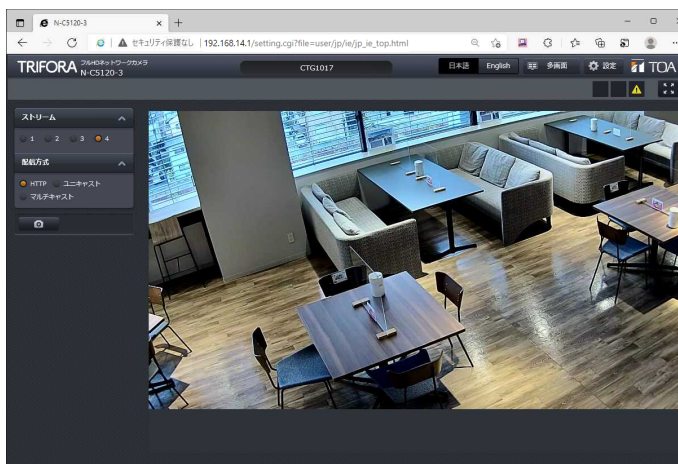 N-C5120-3
セキュリティ保護なし | 192.168.14.1/setting.cgi?file=user/jp/ie/jp_ie_top.html
TRIFORA フルHDネットワークカメラ
N-C5120-3
CTG1017
日本語 English 多画面 設定 TOA
ストリーム
1 2 3 4
配信方式
HTTP ユニキャスト
マルチキャスト